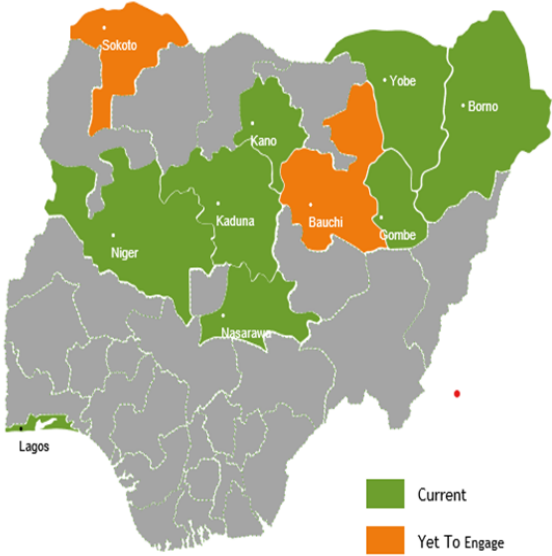 Sokoto
Yobe
Borno
Kano
Kaduna
Bauchi
Gombe
Niger
Nasarawa
Lagos
Current
Yet To Engage